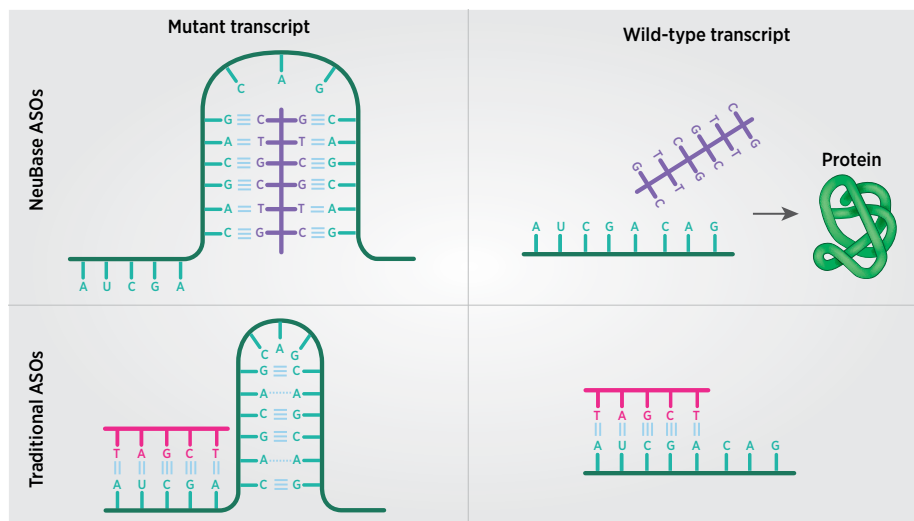 Mutant transcript
Wild-type transcript
NeuBase ASOs
C A G
G C G C
A T T A
C G C G
G C G C
A T T A
C G C G
A U C G A
G T C G T C
C T G C T G
A U C G A C A G
Protein
Traditional ASOs
C A G
G C
A A
C G
G C
A A
C G
T A G C T
A U C G A
T A G C T
A U C G A C A G